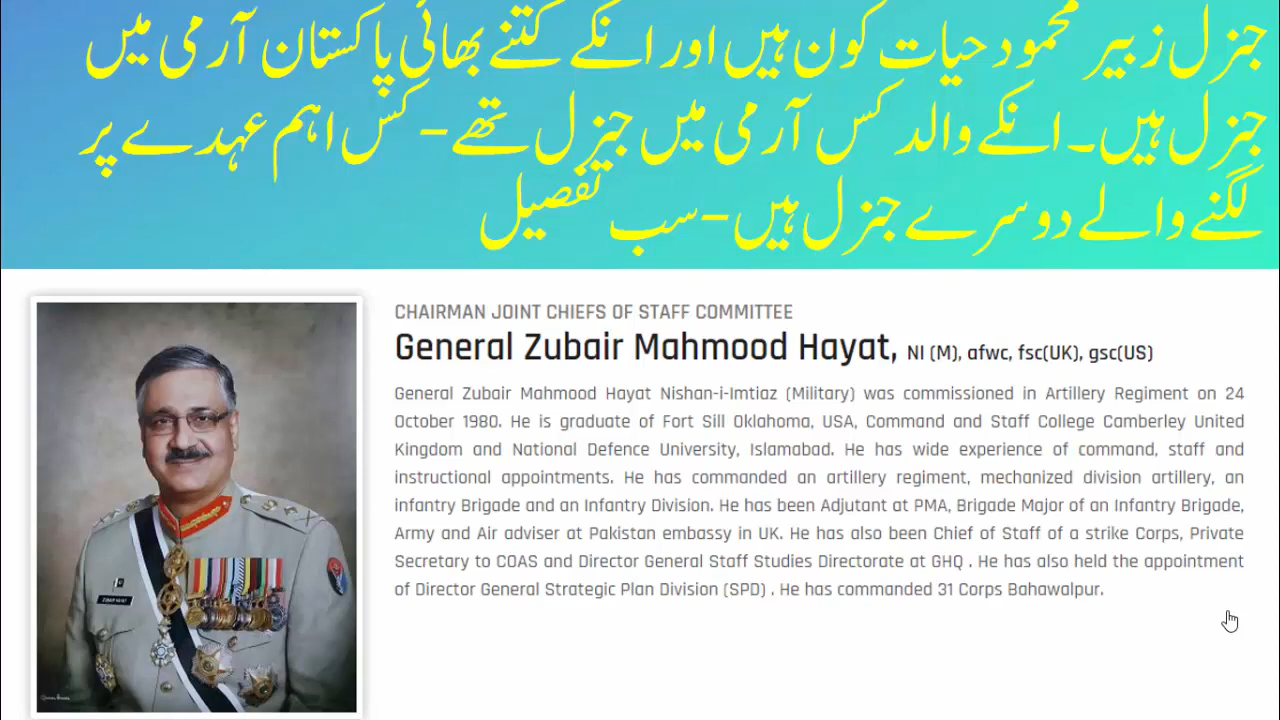 جنرل زبیر محمود حیات کون ہیں اور انکے کتنے بھائی پاکستان آرمی میں
جنرل ہیں۔ انکے والد کس آرمی میں جنرل تھے – کس اہم عہدے پر
لگنے والے دوسرے جنرل ہیں – سب تفصیل
CHAIRMAN JOINT CHIEFS OF STAFF COMMITTEE
General Zubair Mahmood Hayat, NI (M), afwc, fsc(UK), gsc(US)
General Zubair Mahmood Hayat Nishan-i-Imtiaz (Military) was commissioned in Artillery Regiment on 24
October 1980. He is graduate of Fort Sill Oklahoma, USA, Command and Staff College Camberley United
Kingdom and National Defence University, Islamabad. He has wide experience of command, staff and
instructional appointments. He has commanded an artillery regiment, mechanized division artillery, an
infantry Brigade and an Infantry Division. He has been Adjutant at PMA, Brigade Major of an Infantry Brigade,
Army and Air adviser at Pakistan embassy in UK. He has also been Chief of Staff of a strike Corps, Private
Secretary to COAS and Director General Staff Studies Directorate at GHQ . He has also held the appointment
of Director General Strategic Plan Division (SPD) . He has commanded 31 Corps Bahawalpur.
ZUBAIR HAYAT